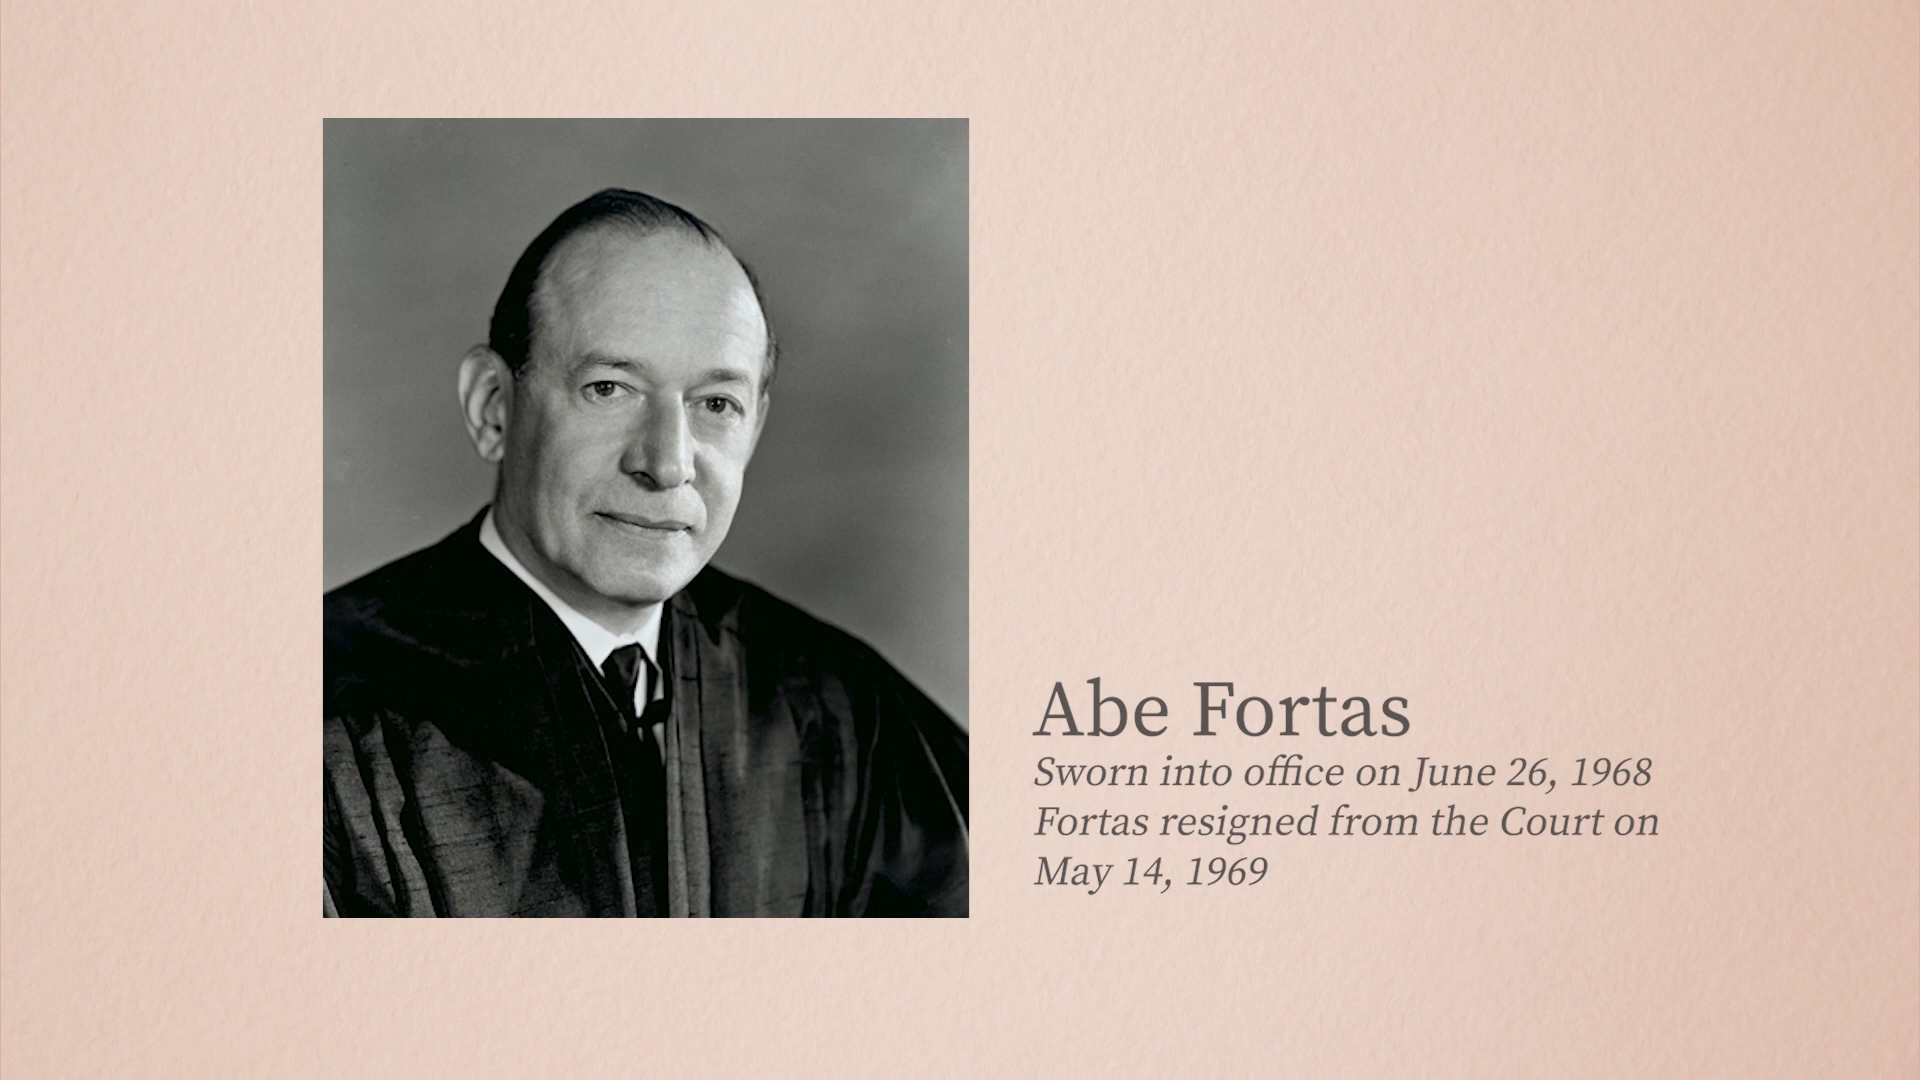 Abe Fortas
Sworn into office on June 26, 1968
Fortas resigned from the Court on
May 14, 1969